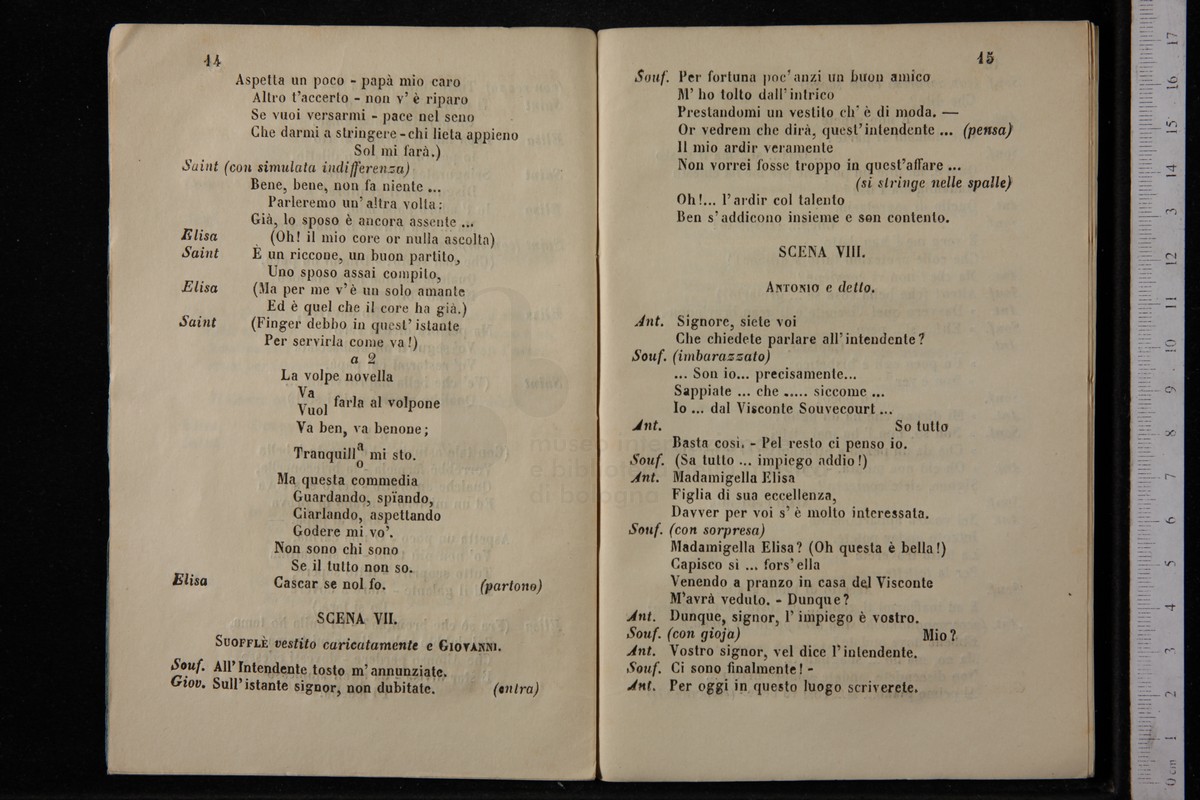 14
Aspetta un poco - papà mio caro
Altro t'accerto - non v' è riparo
Se vuoi versarmi - pace nel seno
Che darmi a stringere - chi lieta appieno
Sol mi farà.)
Saint (con simulata indifferenza)
Bene, bene, non fa niente ...
Parleremo un' altra volta:
Già, lo sposo è ancora assente ...
Elisa (Oh! il mio core or nulla ascolta)
Saint È un riccone, un buon partito,
Uno sposo assai compito,
Elisa (Ma per me v' è un solo amante
Ed è quel che il core ha già.)
Saint (Finger debbo in quest' istante
Per servirla come va!)
a 2
La volpe novella
Va
Vuol farla al volpone
Va ben, va benone;
Tranquill a mi sto.
o
Ma questa commedia
Guardando, spïando,
Ciarlando, aspettando
Godere mi vo'.
Non sono chi sono
Se il tutto non so.
Elisa Cascar se nol fo. (partono)
SCENA VII.
SUOFFLÈ vestito caricatamente e GIOVANNI.
Souf. All' Intendente tosto m' annunziate.
Giov. Sull' istante signor, non dubitate. (entra)
15
Souf. Per fortuna poc' anzi un buon amico
M' ho tolto dall' intrico
Prestandomi un vestito ch' è di moda. —
Or vedrem che dirà, quest' intendente ... (pensa)
Il mio ardir veramente
Non vorrei fosse troppo in quest' affare ...
(si stringe nelle spalle)
Oh!... l' ardir col talento
Ben s' addicono insieme e son contento.
SCENA VIII.
ANTONIO e detto.
Ant. Signore, siete voi
Che chiedete parlare all' intendente?
Souf. (imbarazzato)
... Son io... precisamente...
Sappiate ... che ..... siccome ...
Io ... dal Visconte Souvecourt ...
Ant. So tutto
Basta così. - Pel resto ci penso io.
Souf. (Sa tutto ... impiego addio!)
Ant. Madamigella Elisa
Figlia di sua eccellenza,
Davver per voi s' è molto interessata.
Souf. (con sorpresa)
Madamigella Elisa? (Oh questa è bella!)
Capisco si ... fors' ella
Venendo a pranzo in casa del Visconte
M'avrà veduto. - Dunque?
Ant. Dunque, signor, l' impiego è vostro.
Souf. (con gioja) Mio?
Ant. Vostro signor, vel dice l' intendente.
Souf. Ci sono finalmente! -
Ant. Per oggi in questo luogo scriverete.